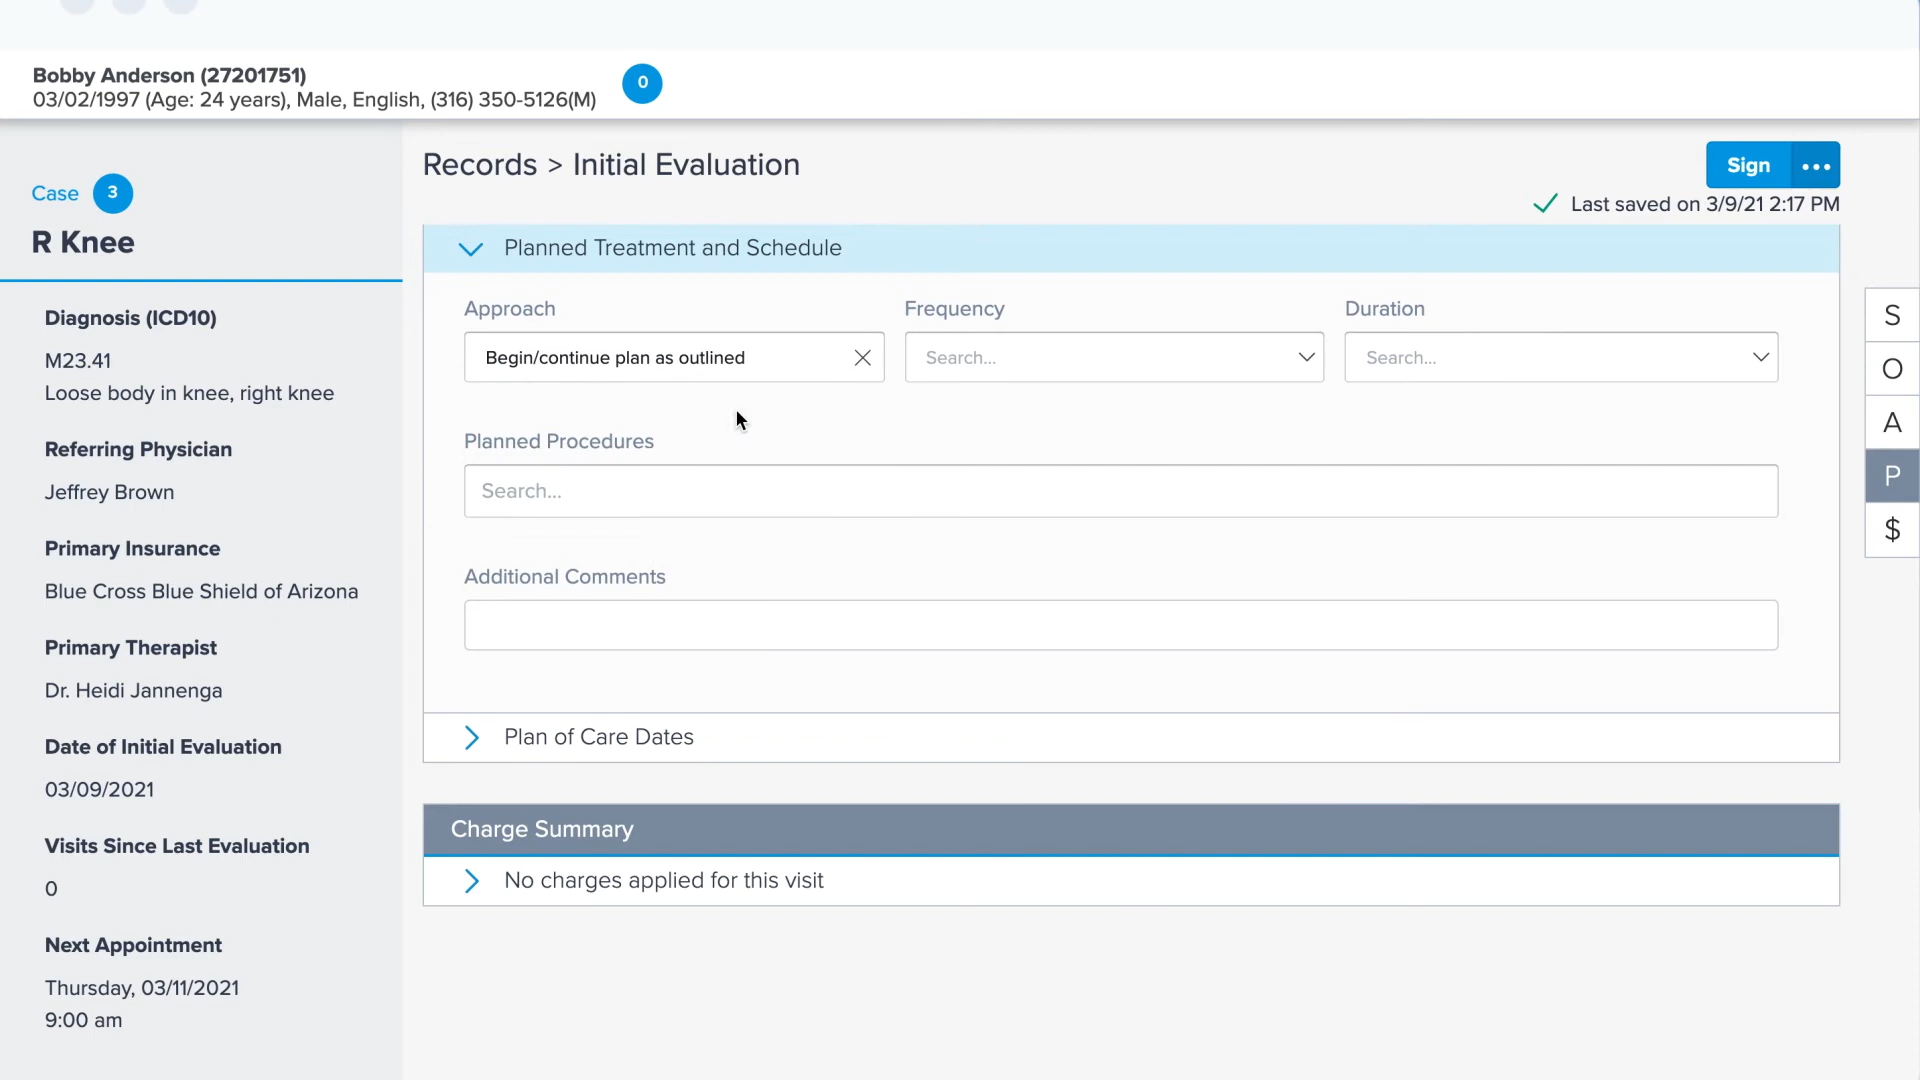 Bobby Anderson (27201751)
03/02/1997 (Age: 24 years), Male, English, (316) 350-5126(M)
0
Case 3
R Knee
Diagnosis (ICD10)
M23.41
Loose body in knee, right knee
Referring Physician
Jeffrey Brown
Primary Insurance
Blue Cross Blue Shield of Arizona
Primary Therapist
Dr. Heidi Jannenga
Date of Initial Evaluation
03/09/2021
Visits Since Last Evaluation
0
Next Appointment
Thursday, 03/11/2021
9:00 am
Records > Initial Evaluation
Sign •••
Last saved on 3/9/21 2:17 PM
Planned Treatment and Schedule
Approach Frequency Duration
Begin/continue plan as outlined Search... Search...
Planned Procedures
Search...
Additional Comments
Plan of Care Dates
Charge Summary
No charges applied for this visit
S
O
A
P
$